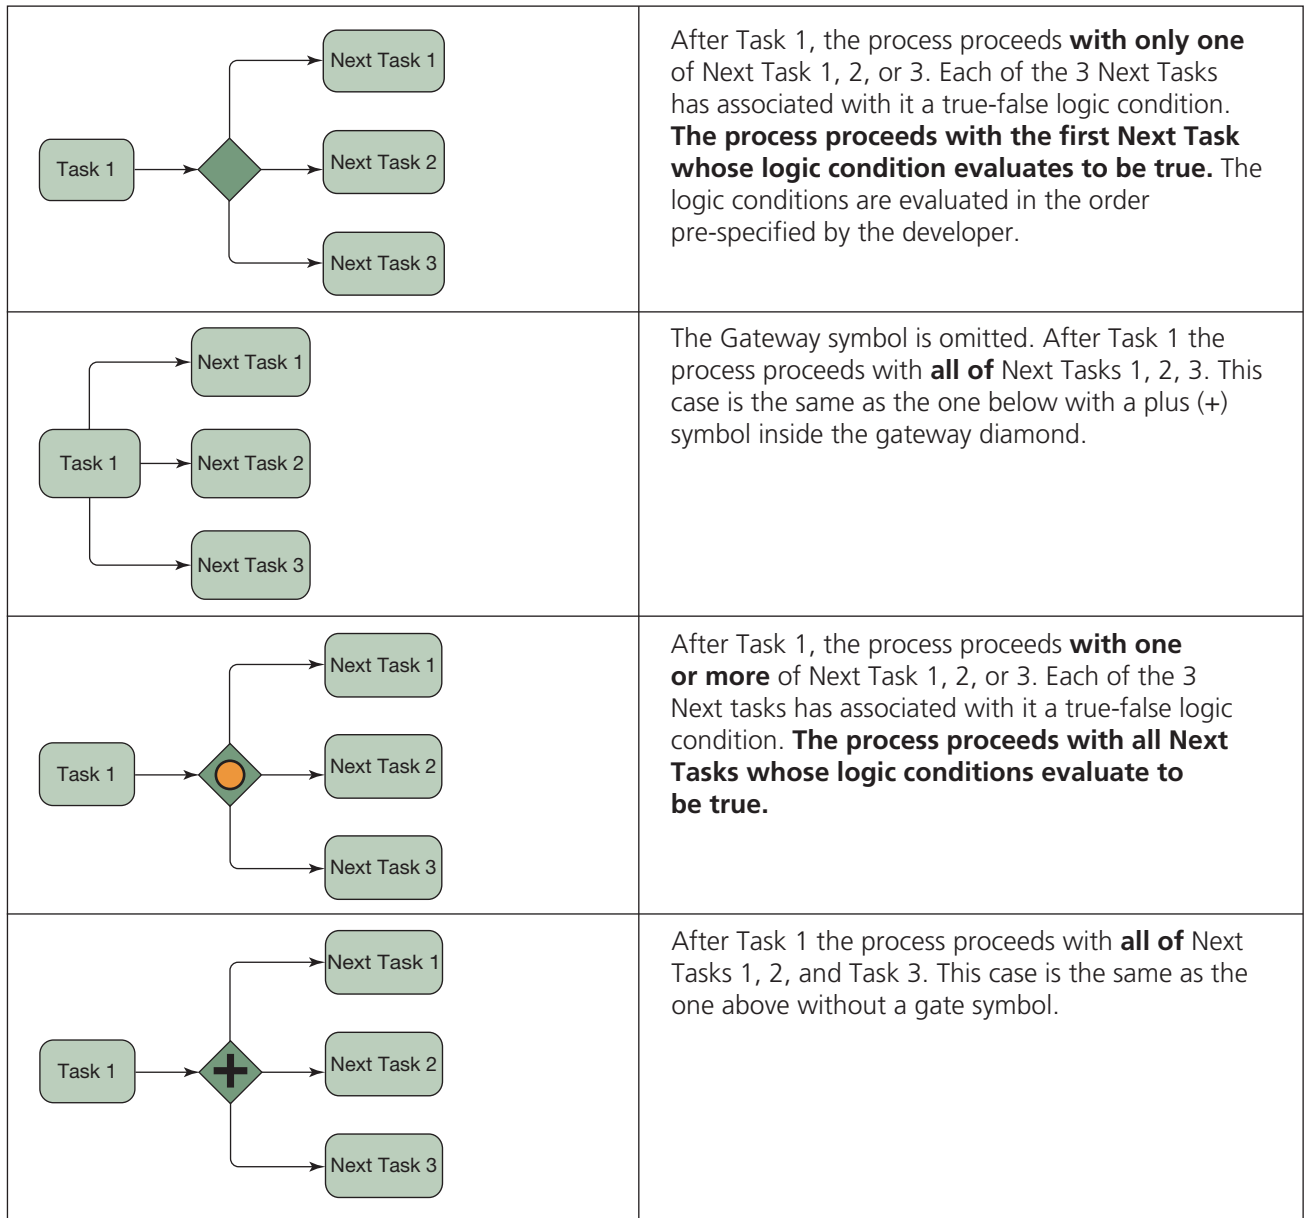 Task 1
Next Task 1
Next Task 2
Next Task 3
After Task 1, the process proceeds with only one
of Next Task 1, 2, or 3. Each of the 3 Next Tasks
has associated with it a true-false logic condition.
The process proceeds with the first Next Task
whose logic condition evaluates to be true. The
logic conditions are evaluated in the order
pre-specified by the developer.
Task 1
Next Task 1
Next Task 2
Next Task 3
The Gateway symbol is omitted. After Task 1 the
process proceeds with all of Next Tasks 1, 2, 3. This
case is the same as the one below with a plus (+)
symbol inside the gateway diamond.
Task 1
Next Task 1
Next Task 2
Next Task 3
After Task 1, the process proceeds with one
or more of Next Task 1, 2, or 3. Each of the 3
Next tasks has associated with it a true-false logic
condition. The process proceeds with all Next
Tasks whose logic conditions evaluate to
be true.
Task 1
Next Task 1
Next Task 2
Next Task 3
After Task 1 the process proceeds with all of Next
Tasks 1, 2, and Task 3. This case is the same as the
one above without a gate symbol.